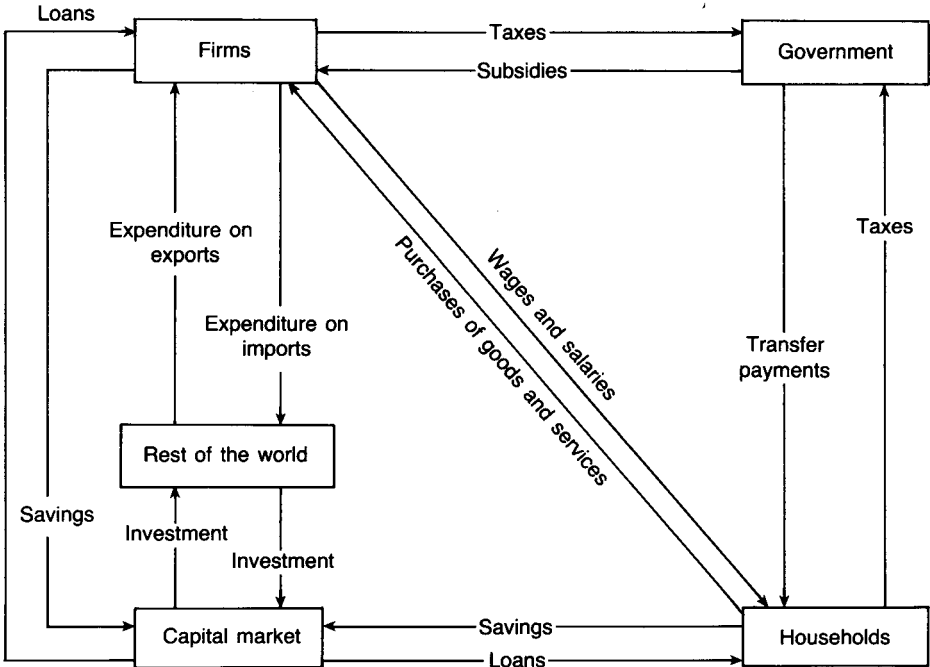 Loans
Firms
Taxes
Government
Subsidies
Expenditure on
exports
Taxes
Wages and salaries
Purchases of goods and services
Expenditure on
imports
Transfer
payments
Rest of the world
Savings
Investment
Investment
Capital market
Savings
Households
Loans